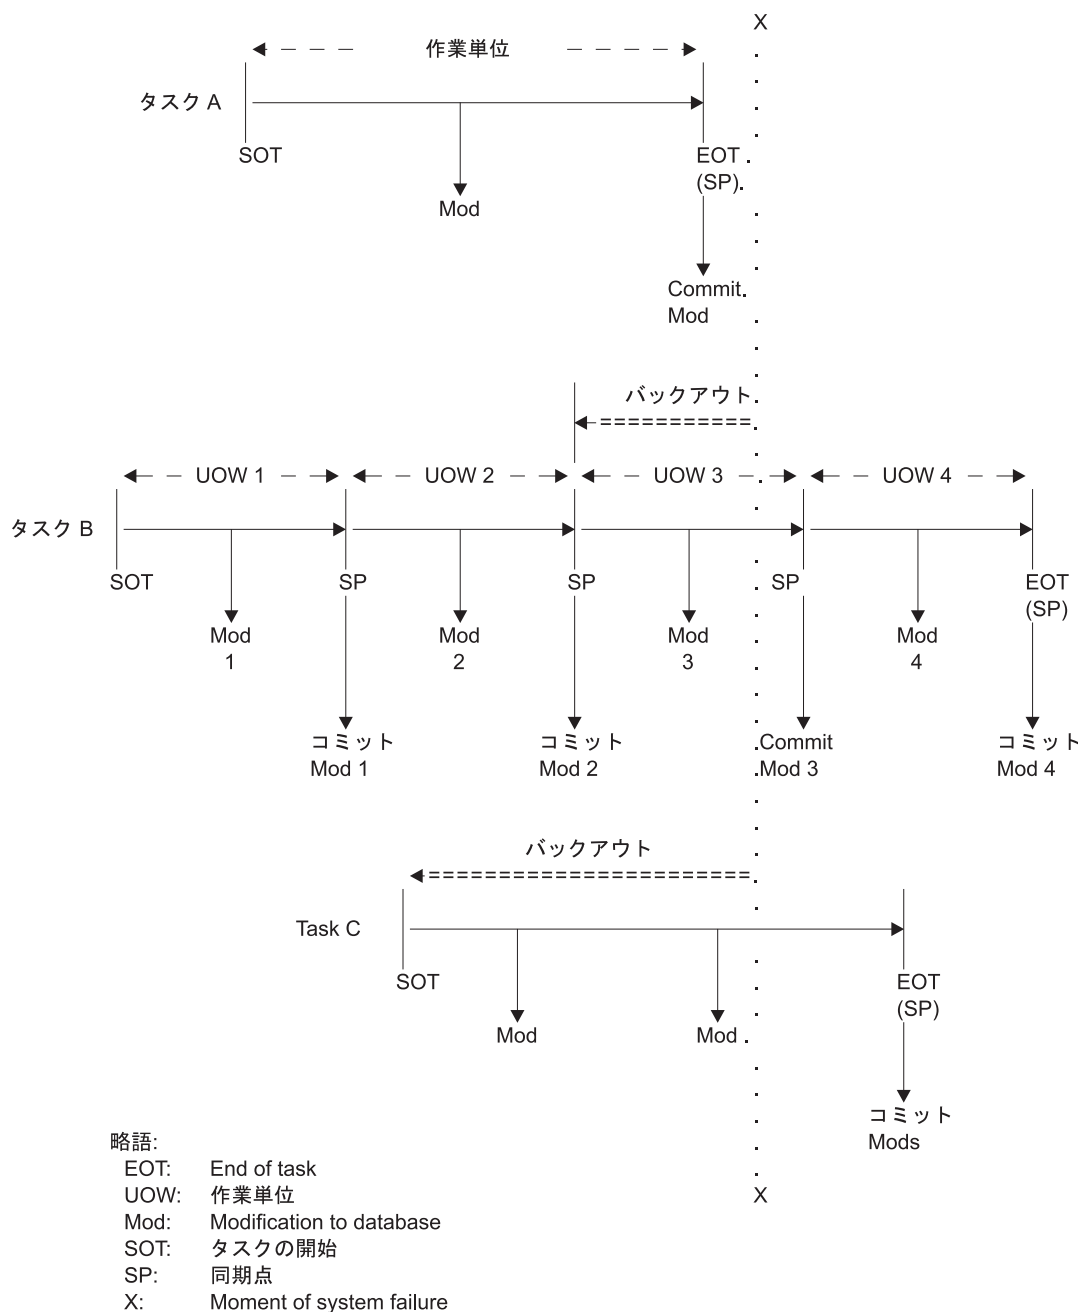 X
作業単位
タスク A
SOT
EOT
(SP)
Mod
Commit
Mod
バックアウト
UOW 1
UOW 2
UOW 3
UOW 4
タスク B
SOT
SP
SP
SP
EOT
(SP)
Mod
1
Mod
2
Mod
3
Mod
4
コミット
Mod 1
コミット
Mod 2
Commit
Mod 3
コミット
Mod 4
バックアウト
Task C
SOT
EOT
(SP)
Mod
Mod
コミット
Mods
X
略語:
EOT: End of task
UOW: 作業単位
Mod: Modification to database
SOT: タスクの開始
SP: 同期点
X: Moment of system failure